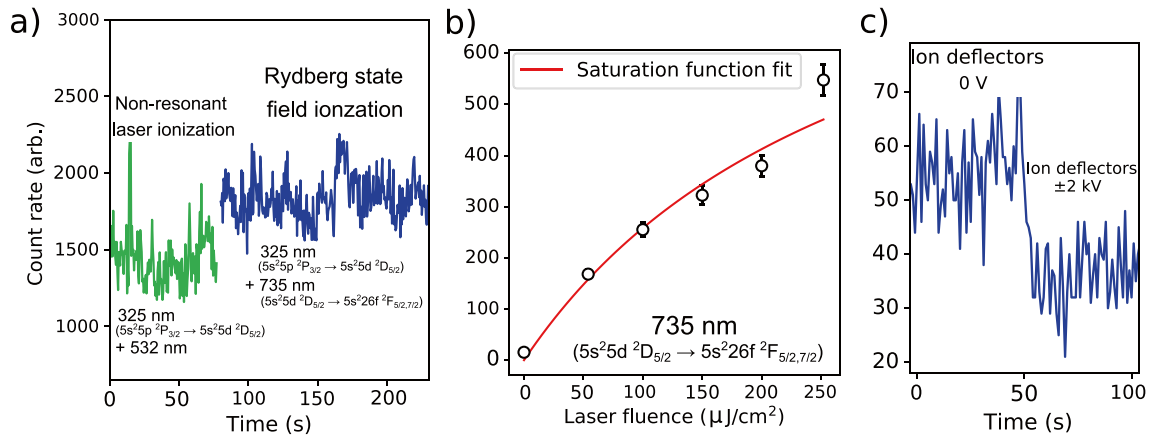 a)
3000
2500
2000
1500
1000
Count rate (arb.)
0
50
100
150
200
Time (s)
Non-resonant
laser ionization
Rydberg state
field ionzation
325 nm
(5s²5p ²P₃/₂ → 5s²5d ²D₅/₂)
+ 532 nm
325 nm
(5s²5p ²P₃/₂ → 5s²5d ²D₅/₂)
+ 735 nm
(5s²5d ²D₅/₂ → 5s²26f ²F₅/₂,₇/₂)
b)
600
500
400
300
200
100
0
0
50
100
150
200
250
Laser fluence (μJ/cm²)
Saturation function fit
735 nm
(5s²5d ²D₅/₂ → 5s²26f ²F₅/₂,₇/₂)
c)
70
60
50
40
30
20
0
50
100
Time (s)
Ion deflectors
0 V
Ion deflectors
±2 kV